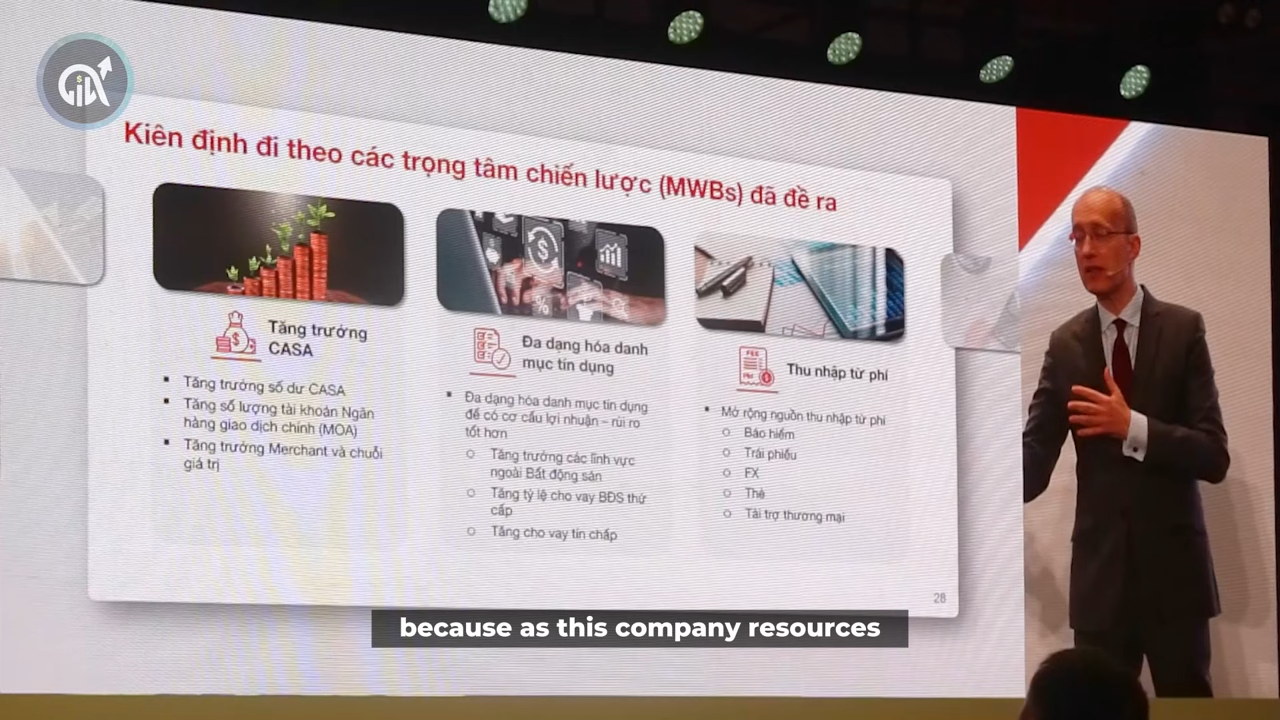 Kiên định đi theo các trọng tâm chiến lược (MWBs) đã đề ra
Tăng trưởng
CASA
▪ Tăng trưởng số dư CASA
▪ Tăng số lượng tài khoản Ngân
hàng giao dịch chính (MOA)
▪ Tăng trưởng Merchant và chuỗi
giá trị
Đa dạng hóa danh
mục tín dụng
▪ Đa dạng hóa danh mục tín dụng
để có cơ cấu lợi nhuận – rủi ro
tốt hơn
○ Tăng trưởng các lĩnh vực
ngoài Bất động sản
○ Tăng tỷ lệ cho vay BĐS thứ
cấp
○ Tăng cho vay tín chấp
FEE
Thu nhập từ phí
▪ Mở rộng nguồn thu nhập từ phí
○ Bảo hiểm
○ Trái phiếu
○ FX
○ Thẻ
○ Tài trợ thương mại
28
because as this company resources